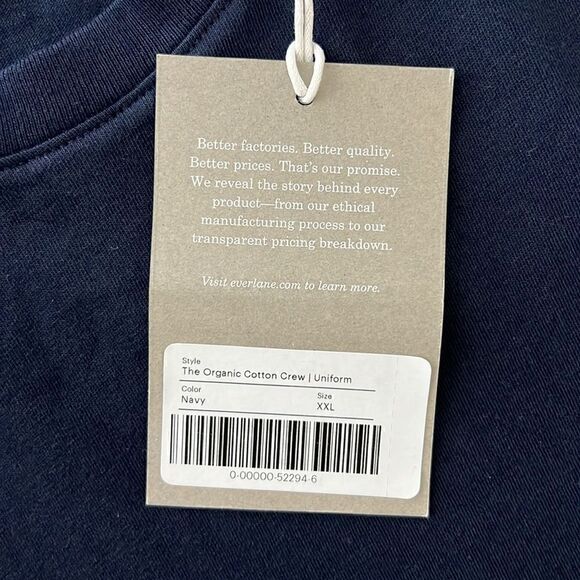 Better factories. Better quality.
Better prices. That's our promise.
We reveal the story behind every
product—from our ethical
manufacturing process to our
transparent pricing breakdown.
Visit everlane.com to learn more.
Style
The Organic Cotton Crew | Uniform
Color
Navy
Size
XXL
0-00000-52294-6